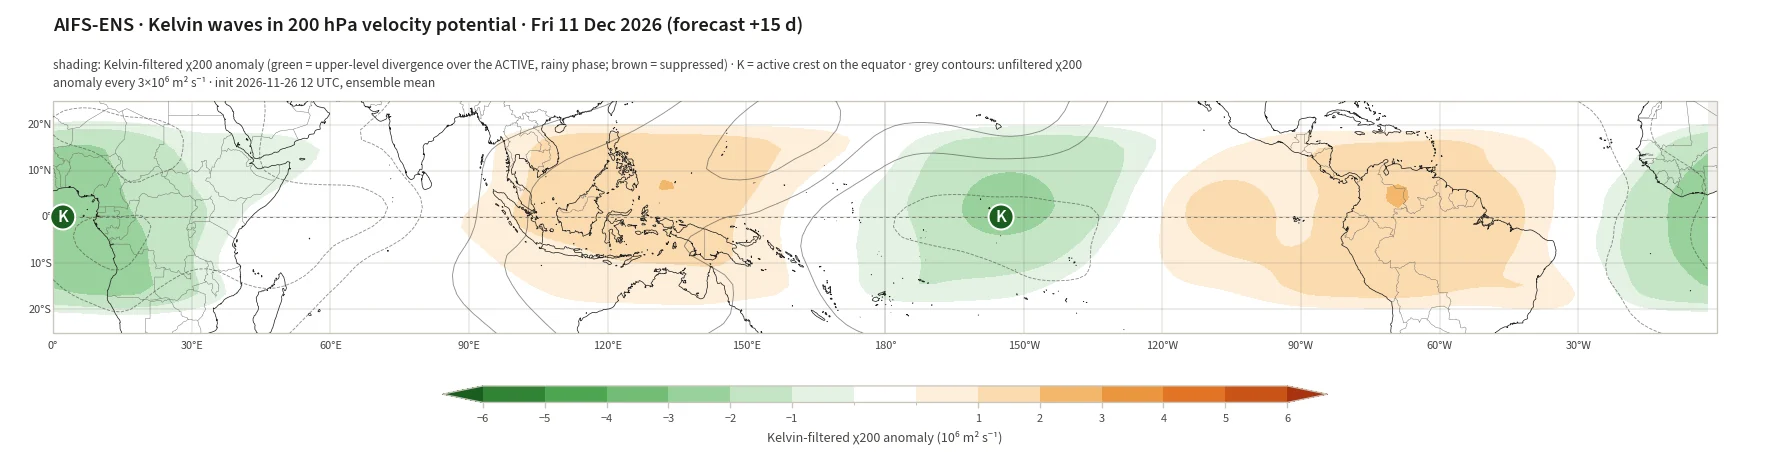 AIFS-ENS · Kelvin waves in 200 hPa velocity potential · Fri 11 Dec 2026 (forecast +15 d)
shading: Kelvin-filtered χ200 anomaly (green = upper-level divergence over the ACTIVE, rainy phase; brown = suppressed) · K = active crest on the equator · grey contours: unfiltered χ200
anomaly every 3×10⁶ m² s⁻¹ · init 2026-11-26 12 UTC, ensemble mean
20°N
10°N
0°
10°S
20°S
K
K
0° 30°E 60°E 90°E 120°E 150°E 180° 150°W 120°W 90°W 60°W 30°W
−6 −5 −4 −3 −2 −1 1 2 3 4 5 6
Kelvin-filtered χ200 anomaly (10⁶ m² s⁻¹)